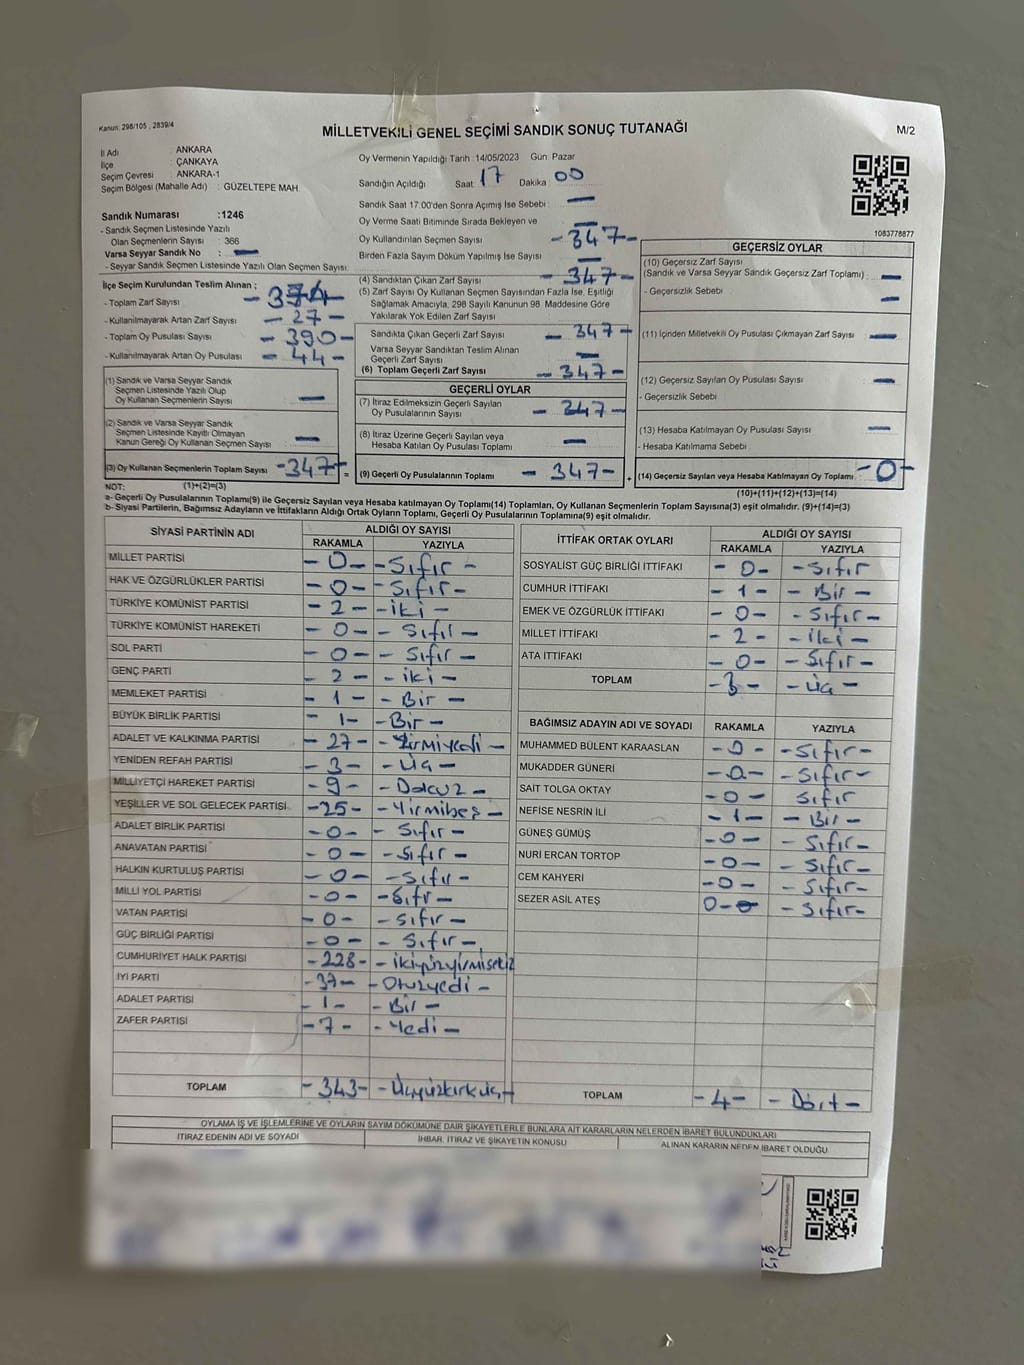 Kanun: 298/105 , 2839/4
MİLLETVEKİLİ GENEL SEÇİMİ SANDIK SONUÇ TUTANAĞI
M/2
İl Adı : ANKARA
İlçe : ÇANKAYA
Seçim Çevresi : ANKARA-1
Seçim Bölgesi (Mahalle Adı) : GÜZELTEPE MAH
Sandık Numarası :1246
- Sandık Seçmen Listesinde Yazılı
Olan Seçmenlerin Sayısı : 366
Varsa Seyyar Sandık No : —
- Seyyar Sandık Seçmen Listesinde Yazılı Olan Seçmen Sayısı:
İlçe Seçim Kurulundan Teslim Alınan ;
- Toplam Zarf Sayısı
- Kullanılmayarak Artan Zarf Sayısı - 27 -
- Toplam Oy Pusulası Sayısı - 390 -
- Kullanılmayarak Artan Oy Pusulası - 44 -
(1) Sandık ve Varsa Seyyar Sandık
Seçmen Listesinde Yazılı Olup
Oy Kullanan Seçmenlerin Sayısı —
(2) Sandık ve Varsa Seyyar Sandık
Seçmen Listesinde Kayıtlı Olmayan
Kanun Gereği Oy Kullanan Seçmen Sayısı —
(3) Oy Kullanan Seçmenlerin Toplam Sayısı -347-
Oy Vermenin Yapıldığı Tarih :14/05/2023 Gün: Pazar
Sandığın Açıldığı Saat 17 Dakika 00
Sandık Saat 17:00'den Sonra Açımış İse Sebebi : —
Oy Verme Saati Bitiminde Sırada Bekleyen ve —
Oy Kullandırılan Seçmen Sayısı -347-
Birden Fazla Sayım Döküm Yapılmış İse Sayısı —
(4) Sandıktan Çıkan Zarf Sayısı - 347 -
(5) Zarf Sayısı Oy Kullanan Seçmen Sayısından Fazla İse, Eşitliği
Sağlamak Amacıyla, 298 Sayılı Kanunun 98. Maddesine Göre
Yakılarak Yok Edilen Zarf Sayısı
Sandıkta Çıkan Geçerli Zarf Sayısı - 347 -
Varsa Seyyar Sandıktan Teslim Alınan
Geçerli Zarf Sayısı —
(6) Toplam Geçerli Zarf Sayısı - 347 -
GEÇERLİ OYLAR
(7) İtiraz Edilmeksizin Geçerli Sayılan
Oy Pusulalarının Sayısı - 347 -
(8) İtiraz Üzerine Geçerli Sayılan veya
Hesaba Katılan Oy Pusulaları Toplamı —
= (9) Geçerli Oy Pusulalarının Toplamı - 347 -
1083778877
GEÇERSİZ OYLAR
(10) Geçersiz Zarf Sayısı
(Sandık ve Varsa Seyyar Sandık Geçersiz Zarf Toplamı) : —
- Geçersizlik Sebebi : —
(11) İçinden Milletvekili Oy Pusulası Çıkmayan Zarf Sayısı : —
(12) Geçersiz Sayılan Oy Pusulası Sayısı : —
- Geçersizlik Sebebi :
(13) Hesaba Katılmayan Oy Pusulası Sayısı : —
- Hesaba Katılmama Sebebi :
+ (14) Geçersiz Sayılan veya Hesaba Katılmayan Oy Toplamı : -0-
NOT: (1)+(2)=(3)
(10)+(11)+(12)+(13)=(14)
a- Geçerli Oy Pusulalarının Toplamı(9) ile Geçersiz Sayılan veya Hesaba katılmayan Oy Toplamı(14) Toplamları, Oy Kullanan Seçmenlerin Toplam Sayısına(3) eşit olmalıdır. (9)+(14)=(3)
b- Siyasi Partilerin, Bağımsız Adayların ve İttifakların Aldığı Ortak Oyların Toplamı, Geçerli Oy Pusulalarının Toplamına(9) eşit olmalıdır.
SİYASİ PARTİNİN ADI ALDIĞI OY SAYISI
RAKAMLA YAZIYLA
MİLLET PARTİSİ - 0 - - Sıfır -
HAK VE ÖZGÜRLÜKLER PARTİSİ - 0 - - Sıfır -
TÜRKİYE KOMÜNİST PARTİSİ - 2 - - iki -
TÜRKİYE KOMÜNİST HAREKETİ - 0 - - Sıfır -
SOL PARTİ - 0 - - Sıfır -
GENÇ PARTİ - 2 - - iki -
MEMLEKET PARTİSİ - 1 - - Bir -
BÜYÜK BİRLİK PARTİSİ - 1 - - Bir -
ADALET VE KALKINMA PARTİSİ - 27 - - Yirmiyedi -
YENİDEN REFAH PARTİSİ - 3 - - Üç -
MİLLİYETÇİ HAREKET PARTİSİ - 9 - - Dokuz -
YEŞİLLER VE SOL GELECEK PARTİSİ -25- - Yirmibeş -
ADALET BİRLİK PARTİSİ - 0 - - Sıfır -
ANAVATAN PARTİSİ - 0 - - Sıfır -
HALKIN KURTULUŞ PARTİSİ - 0 - - Sıfır -
MİLLİ YOL PARTİSİ - 0 - - Sıfır -
VATAN PARTİSİ - 0 - - Sıfır -
GÜÇ BİRLİĞİ PARTİSİ - 0 - - Sıfır -
CUMHURİYET HALK PARTİSİ -228- - ikiyüzyirmisekiz
İYİ PARTİ - 37 - - Otuzyedi -
ADALET PARTİSİ - 1 - - Bir -
ZAFER PARTİSİ - 7 - - Yedi -
TOPLAM -343- - Üçyüzkırküç -
İTTİFAK ORTAK OYLARI ALDIĞI OY SAYISI
RAKAMLA YAZIYLA
SOSYALİST GÜÇ BİRLİĞİ İTTİFAKI - 0 - - Sıfır
CUMHUR İTTİFAKI - 1 - - Bir -
EMEK VE ÖZGÜRLÜK İTTİFAKI - 0 - - Sıfır -
MİLLET İTTİFAKI - 2 - - iki -
ATA İTTİFAKI - 0 - - Sıfır -
TOPLAM - 3 - - Üç -
BAĞIMSIZ ADAYIN ADI VE SOYADI RAKAMLA YAZIYLA
MUHAMMED BÜLENT KARAASLAN - 0 - - Sıfır -
MUKADDER GÜNERİ - 0 - - Sıfır -
SAİT TOLGA OKTAY - 0 - Sıfır
NEFİSE NESRİN İLİ - 1 - - Bir -
GÜNEŞ GÜMÜŞ - 0 - - Sıfır -
NURİ ERCAN TORTOP - 0 - - Sıfır -
CEM KAHYERİ - 0 - - Sıfır -
SEZER ASİL ATEŞ 0 - - Sıfır -
TOPLAM - 4 - - Dört -
OYLAMA İŞ VE İŞLEMLERİNE VE OYLARIN SAYIM DÖKÜMÜNE DAİR ŞİKAYETLERLE BUNLARA AİT KARARLARIN NELERDEN İBARET BULUNDUKLARI
İTİRAZ EDENİN ADI VE SOYADI İHBAR, İTİRAZ VE ŞİKAYETİN KONUSU ALINAN KARARIN NEDEN İBARET OLDUĞU